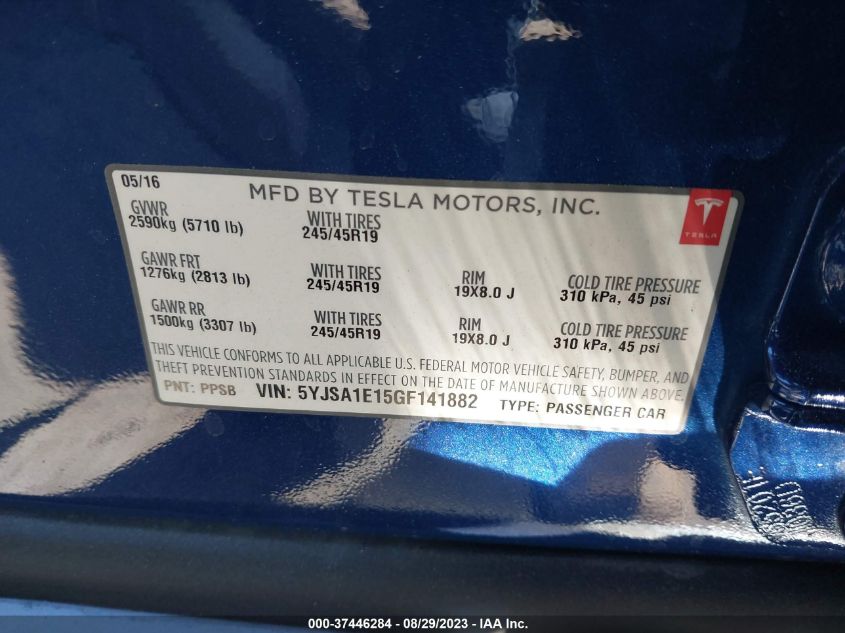 05/16
MFD BY TESLA MOTORS, INC.
GVWR
2590kg (5710 lb)
WITH TIRES
245/45R19
TESLA
GAWR FRT
1276kg (2813 lb)
WITH TIRES
245/45R19
RIM
19X8.0 J
COLD TIRE PRESSURE
310 kPa, 45 psi
GAWR RR
1500kg (3307 lb)
WITH TIRES
245/45R19
RIM
19X8.0 J
COLD TIRE PRESSURE
310 kPa, 45 psi
THIS VEHICLE CONFORMS TO ALL APPLICABLE U.S. FEDERAL MOTOR VEHICLE SAFETY, BUMPER, AND
THEFT PREVENTION STANDARDS IN EFFECT ON THE DATE OF MANUFACTURE SHOWN ABOVE.
PNT: PPSB VIN: 5YJSA1E15GF141882 TYPE: PASSENGER CAR
000-37446284 - 08/29/2023 - IAA Inc.